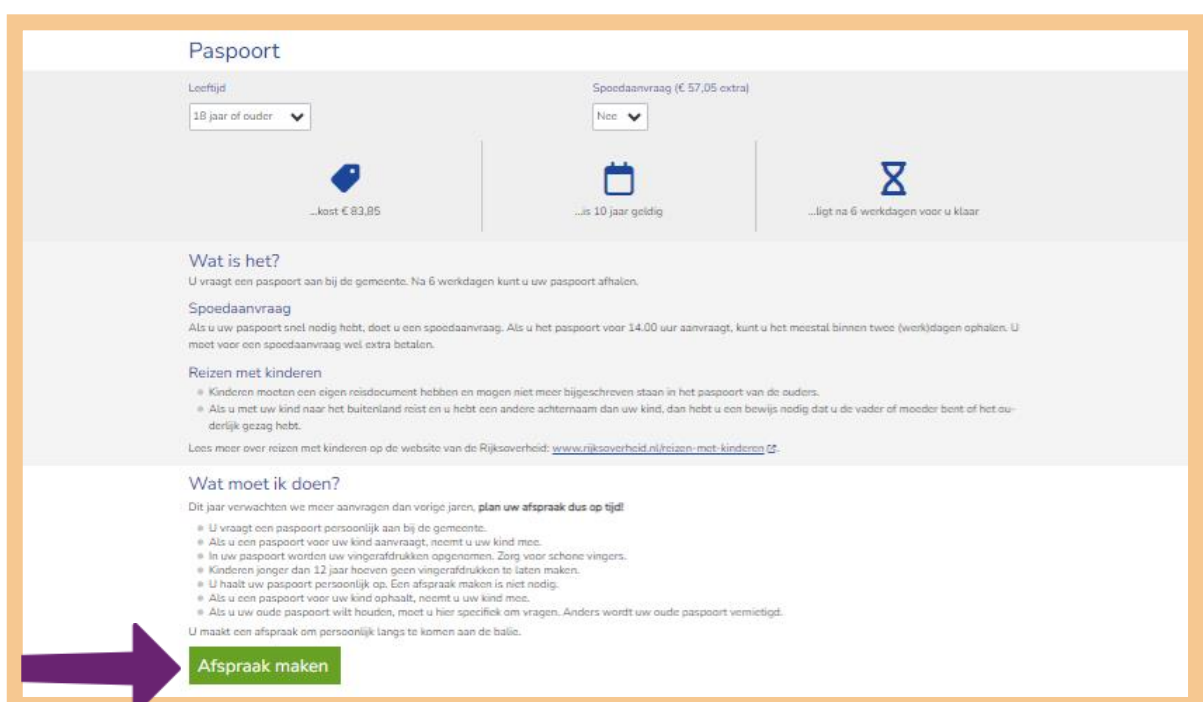 Paspoort
Leeftijd
Spoedaanvraag (€ 57,05 extra)
18 jaar of ouder
Nee
...kost € 83,85
...is 10 jaar geldig
...ligt na 6 werkdagen voor u klaar
Wat is het?
U vraagt een paspoort aan bij de gemeente. Na 6 werkdagen kunt u uw paspoort afhalen.
Spoedaanvraag
Als u uw paspoort snel nodig hebt, doet u een spoedaanvraag. Als u het paspoort voor 14.00 uur aanvraagt, kunt u het meestal binnen twee (werk)dagen ophalen. U
moet voor een spoedaanvraag wel extra betalen.
Reizen met kinderen
Kinderen moeten een eigen reisdocument hebben en mogen niet meer bijgeschreven staan in het paspoort van de ouders.
Als u met uw kind naar het buitenland reist en u hebt een andere achternaam dan uw kind, dan hebt u een bewijs nodig dat u de vader of moeder bent of het ou-
derlijk gezag hebt.
Lees meer over reizen met kinderen op de website van de Rijksoverheid: www.rijksoverheid.nl/reizen-met-kinderen.
Wat moet ik doen?
Dit jaar verwachten we meer aanvragen dan vorige jaren, plan uw afspraak dus op tijd!
U vraagt een paspoort persoonlijk aan bij de gemeente.
Als u een paspoort voor uw kind aanvraagt, neemt u uw kind mee.
In uw paspoort worden uw vingerafdrukken opgenomen. Zorg voor schone vingers.
Kinderen jonger dan 12 jaar hoeven geen vingerafdrukken te laten maken.
U haalt uw paspoort persoonlijk op. Een afspraak maken is niet nodig.
Als u een paspoort voor uw kind ophaalt, neemt u uw kind mee.
Als u uw oude paspoort wilt houden, moet u hier specifiek om vragen. Anders wordt uw oude paspoort vernietigd.
U maakt een afspraak om persoonlijk langs te komen aan de balie.
Afspraak maken